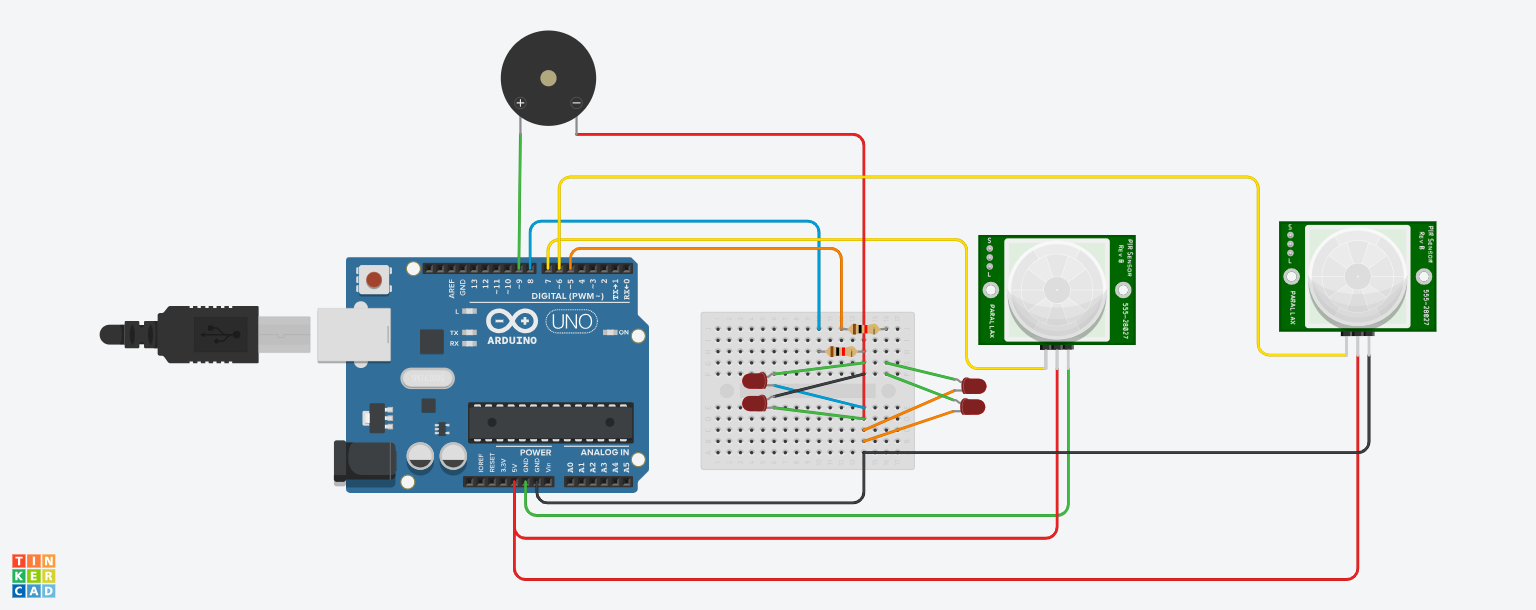 +
−
S
L
PIR Sensor
Rev B
PARALLAX
555-28027
S
L
PIR Sensor
Rev B
PARALLAX
555-28027
AREF
GND
13
12
~11
~10
~9
8
7
~6
~5
4
~3
2
TX→1
RX←0
DIGITAL (PWM~)
L
TX
RX
UNO
ARDUINO
ON
POWER
ANALOG IN
IOREF
RESET
3.3V
5V
GND
GND
Vin
A0
A1
A2
A3
A4
A5
TIN
KER
CAD